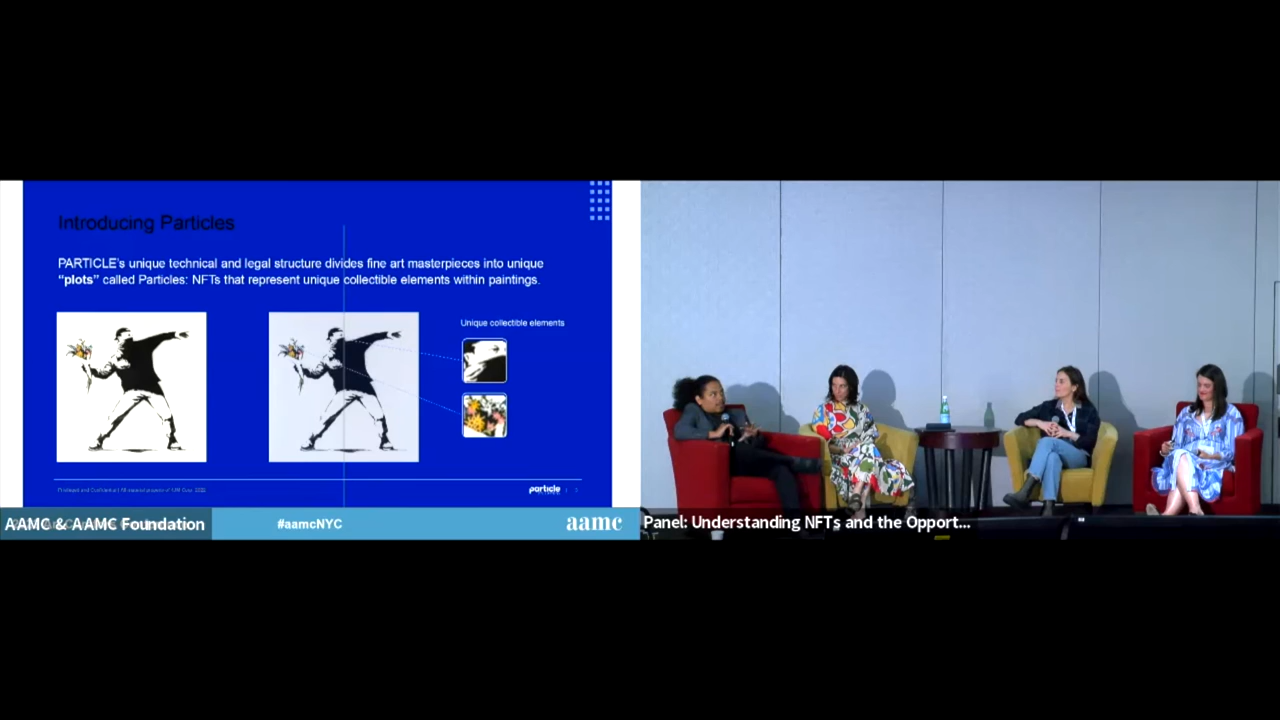 Introducing Particles
PARTICLE's unique technical and legal structure divides fine art masterpieces into unique
“plots” called Particles: NFTs that represent unique collectible elements within paintings.
Unique collectible elements
particle
AAMC & AAMC Foundation
#aamcNYC
aamc
Panel: Understanding NFTs and the Opport...